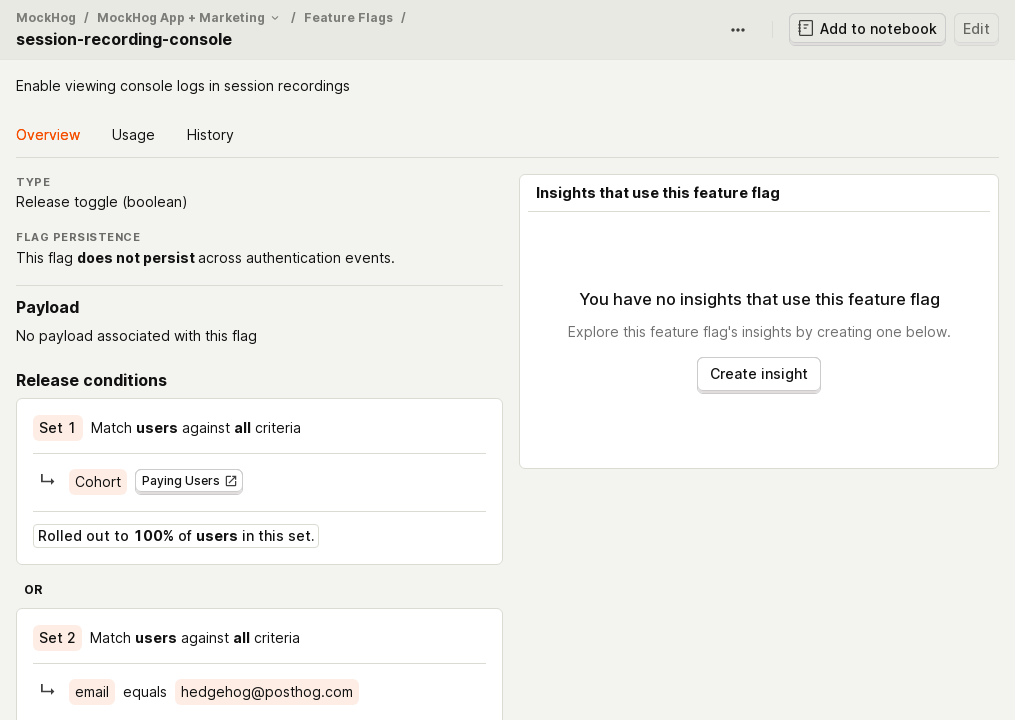 MockHog / MockHog App + Marketing / Feature Flags /
session-recording-console
Add to notebook
Edit
Enable viewing console logs in session recordings
Overview Usage History
TYPE
Release toggle (boolean)
FLAG PERSISTENCE
This flag does not persist across authentication events.
Payload
No payload associated with this flag
Release conditions
Set 1 Match users against all criteria
Cohort Paying Users
Rolled out to 100% of users in this set.
OR
Set 2 Match users against all criteria
email equals hedgehog@posthog.com
Insights that use this feature flag
You have no insights that use this feature flag
Explore this feature flag's insights by creating one below.
Create insight